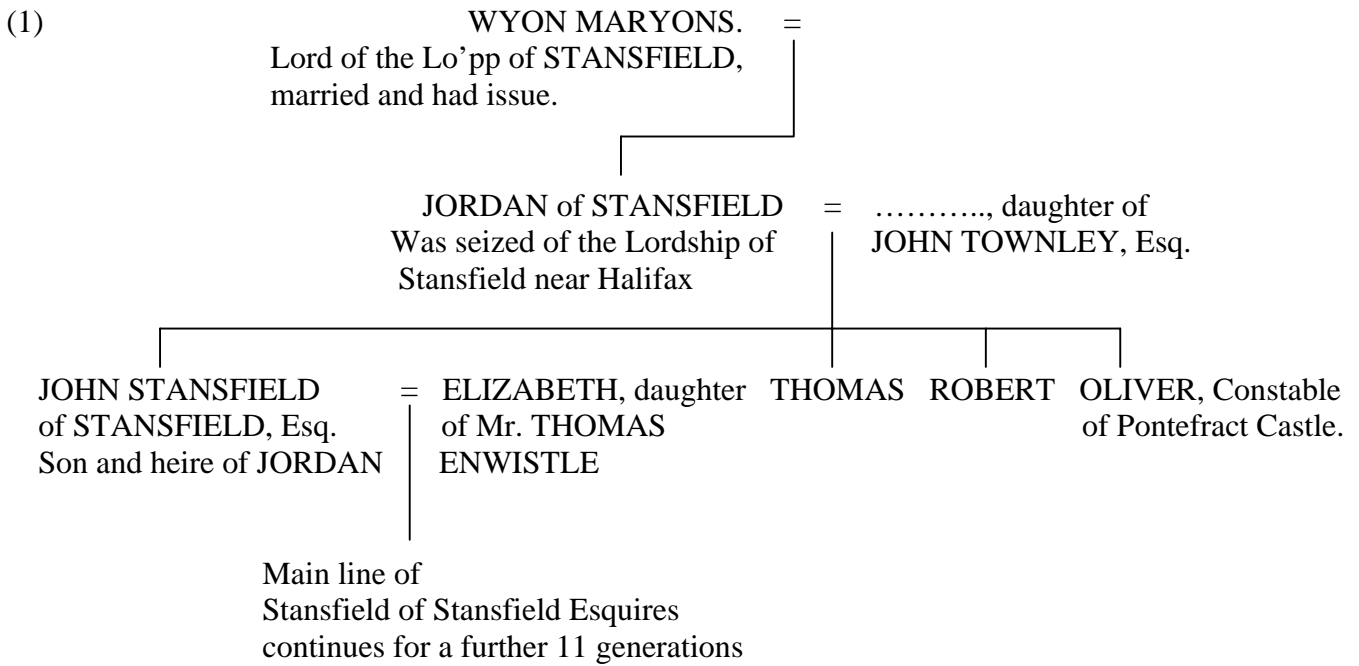 (1) WYON MARYONS. =
Lord of the Lo’pp of STANSFIELD,
married and had issue.
JORDAN of STANSFIELD = ……….., daughter of
Was seized of the Lordship of JOHN TOWNLEY, Esq.
Stansfield near Halifax
JOHN STANSFIELD = ELIZABETH, daughter THOMAS ROBERT OLIVER, Constable
of STANSFIELD, Esq. of Mr. THOMAS of Pontefract Castle.
Son and heire of JORDAN ENWISTLE
Main line of
Stansfield of Stansfield Esquires
continues for a further 11 generations